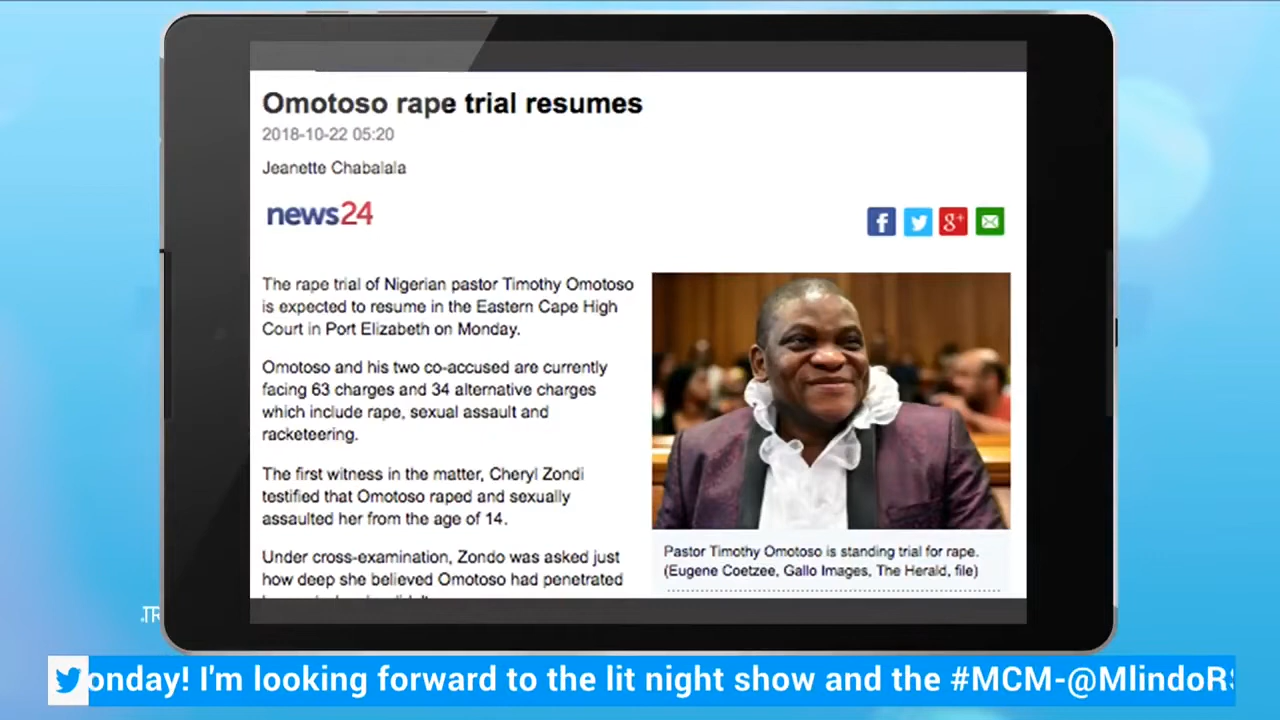 Omotoso rape trial resumes
2018-10-22 05:20
Jeanette Chabalala
news24
The rape trial of Nigerian pastor Timothy Omotoso
is expected to resume in the Eastern Cape High
Court in Port Elizabeth on Monday.
Omotoso and his two co-accused are currently
facing 63 charges and 34 alternative charges
which include rape, sexual assault and
racketeering.
The first witness in the matter, Cheryl Zondi
testified that Omotoso raped and sexually
assaulted her from the age of 14.
Under cross-examination, Zondo was asked just
how deep she believed Omotoso had penetrated
Pastor Timothy Omotoso is standing trial for rape.
(Eugene Coetzee, Gallo Images, The Herald, file)
onday! I'm looking forward to the lit night show and the #MCM-@MlindoRS